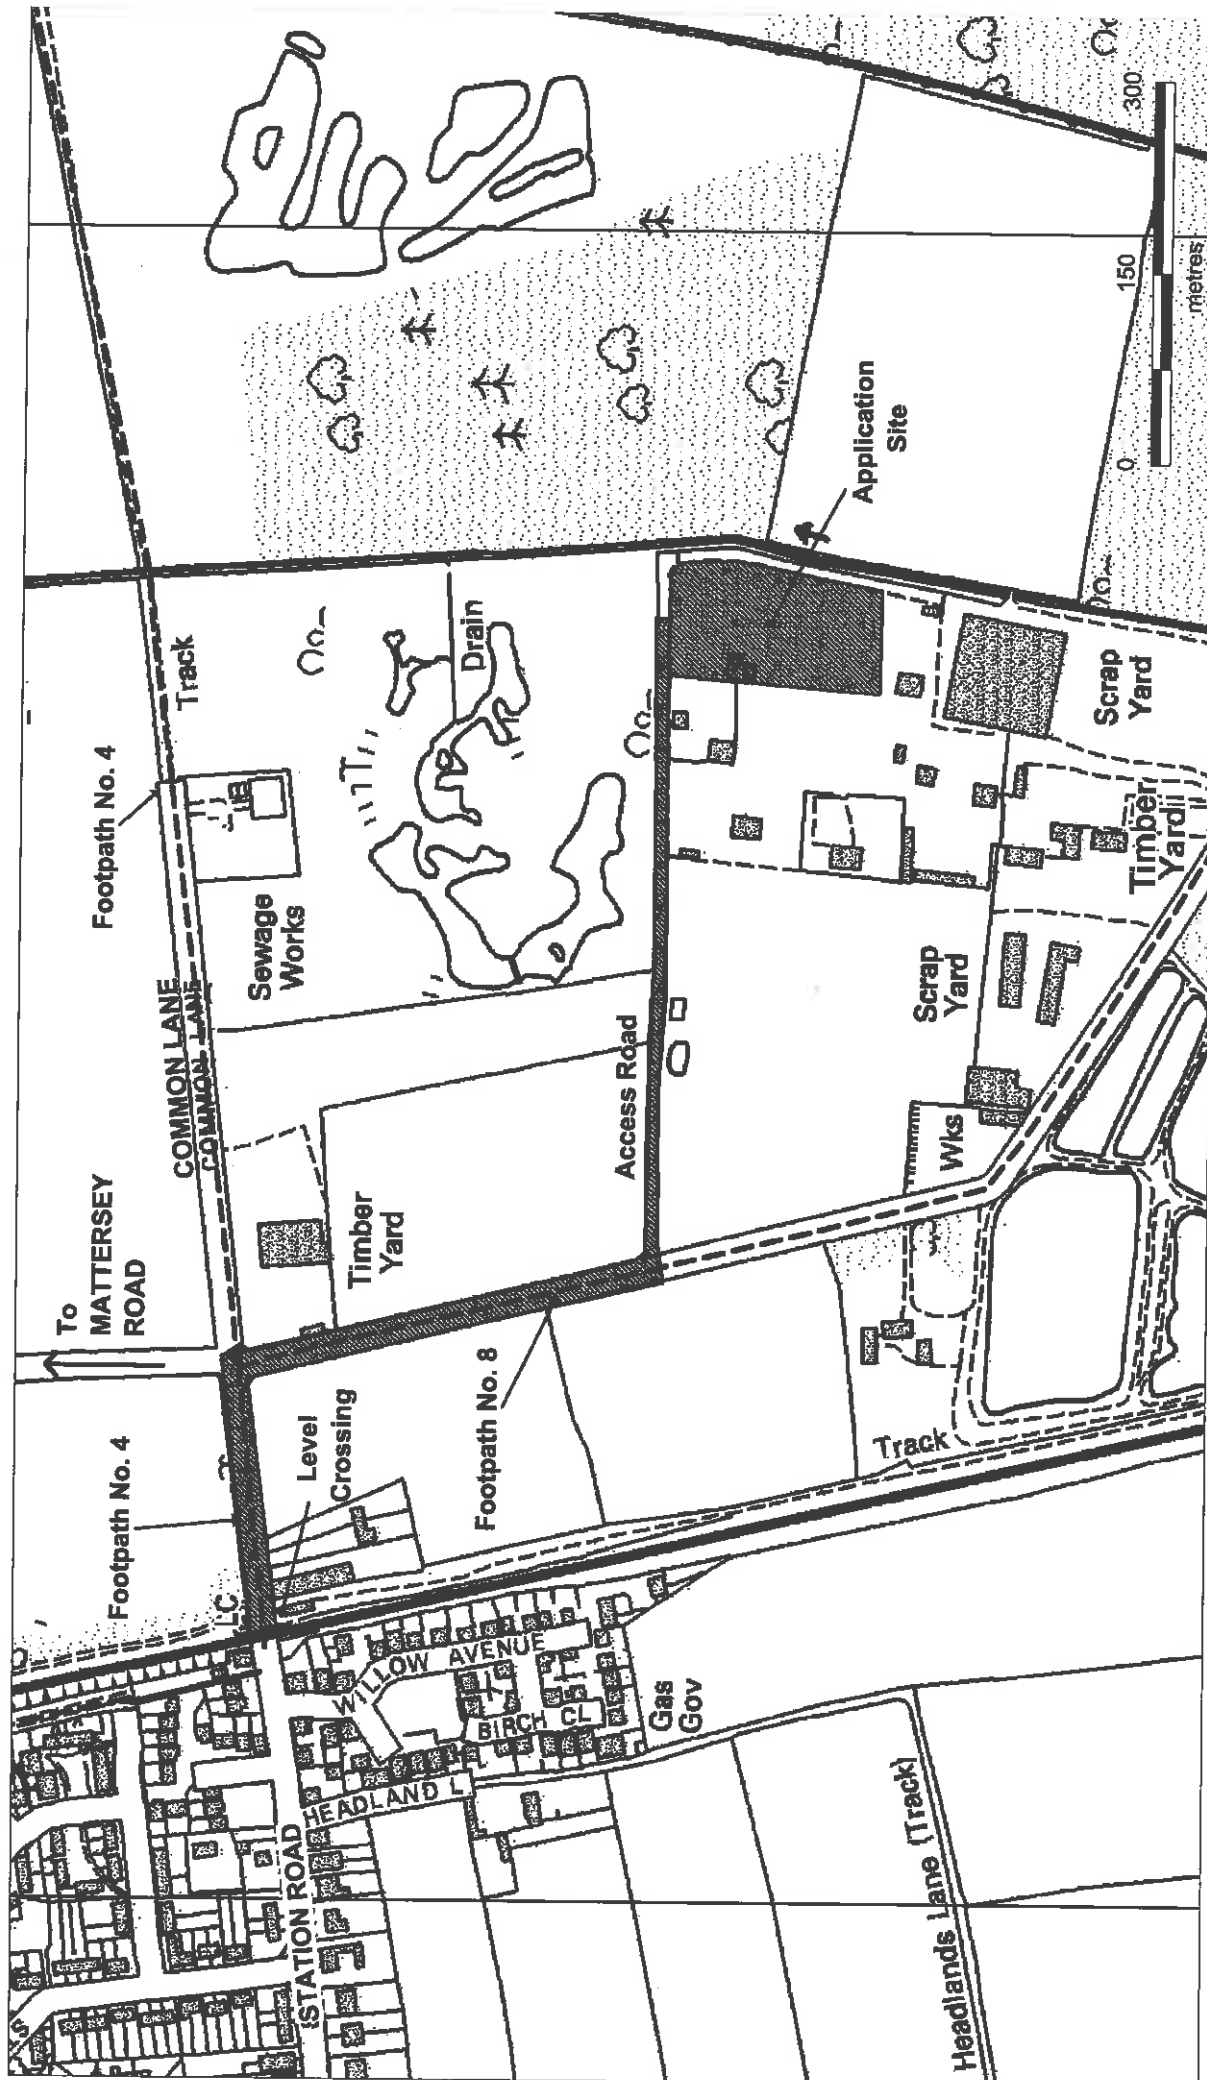 To
MATTERSEY
ROAD
Footpath No. 4
COMMON LANE
COMMON LANE
Footpath No. 4
Track
LC
Level
Crossing
Timber
Yard
Sewage
Works
Drain
STATION ROAD
WILLOW AVENUE
HEADLAND L
BIRCH CL
Gas
Gov
Footpath No. 8
Access Road
Application
Site
Track
Wks
Scrap
Yard
Timber
Yard
Scrap
Yard
Headlands Lane (Track)
0
150
300
metres